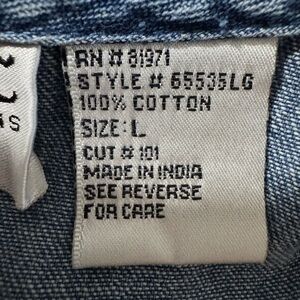 RN # 81971
STYLE # 65535LG
100% COTTON
SIZE: L
CUT # 101
MADE IN INDIA
SEE REVERSE
FOR CARE